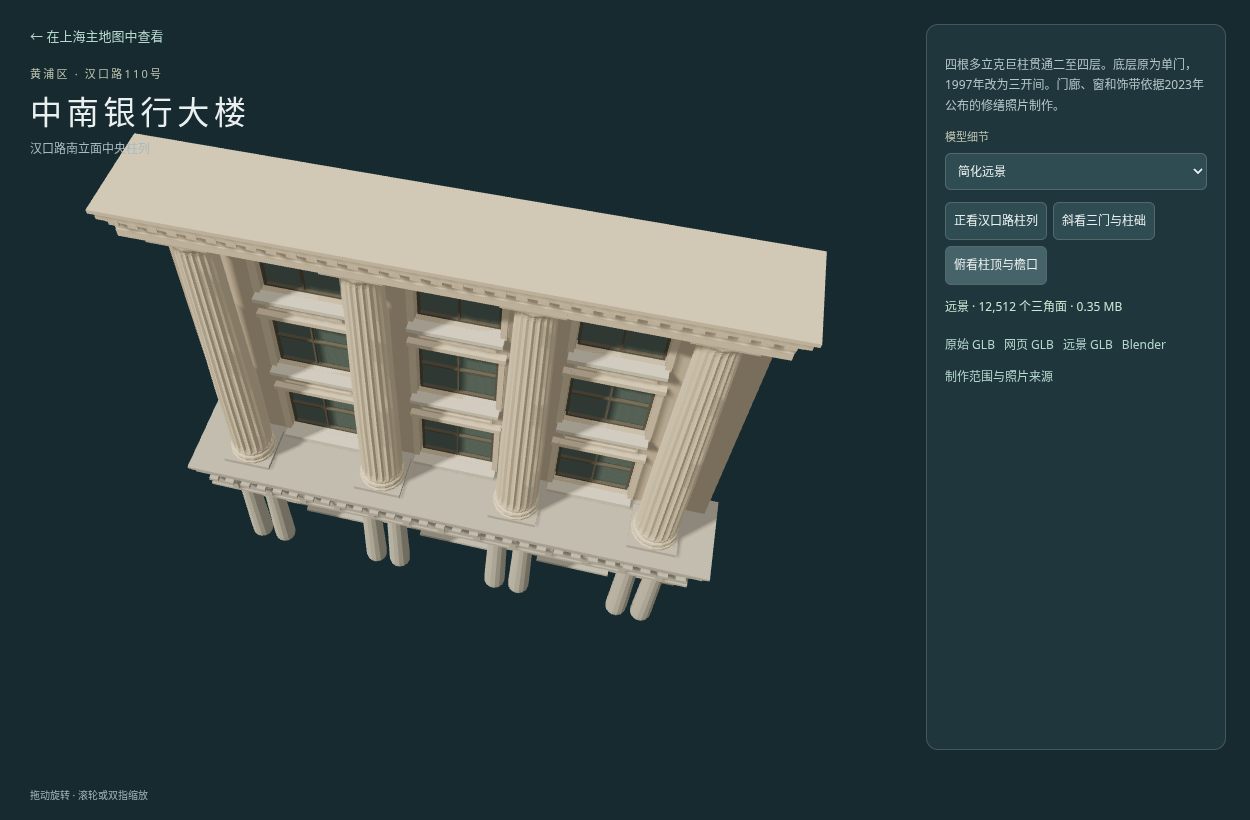 ← 在上海主地图中查看
黄浦区 · 汉口路110号
中南银行大楼
汉口路南立面中央柱列
四根多立克巨柱贯通二至四层。底层原为单门，
1997年改为三开间。门廊、窗和饰带依据2023年
公布的修缮照片制作。
模型细节
简化远景
正看汉口路柱列 斜看三门与柱础
俯看柱顶与檐口
远景 · 12,512 个三角面 · 0.35 MB
原始 GLB 网页 GLB 远景 GLB Blender
制作范围与照片来源
拖动旋转 · 滚轮或双指缩放